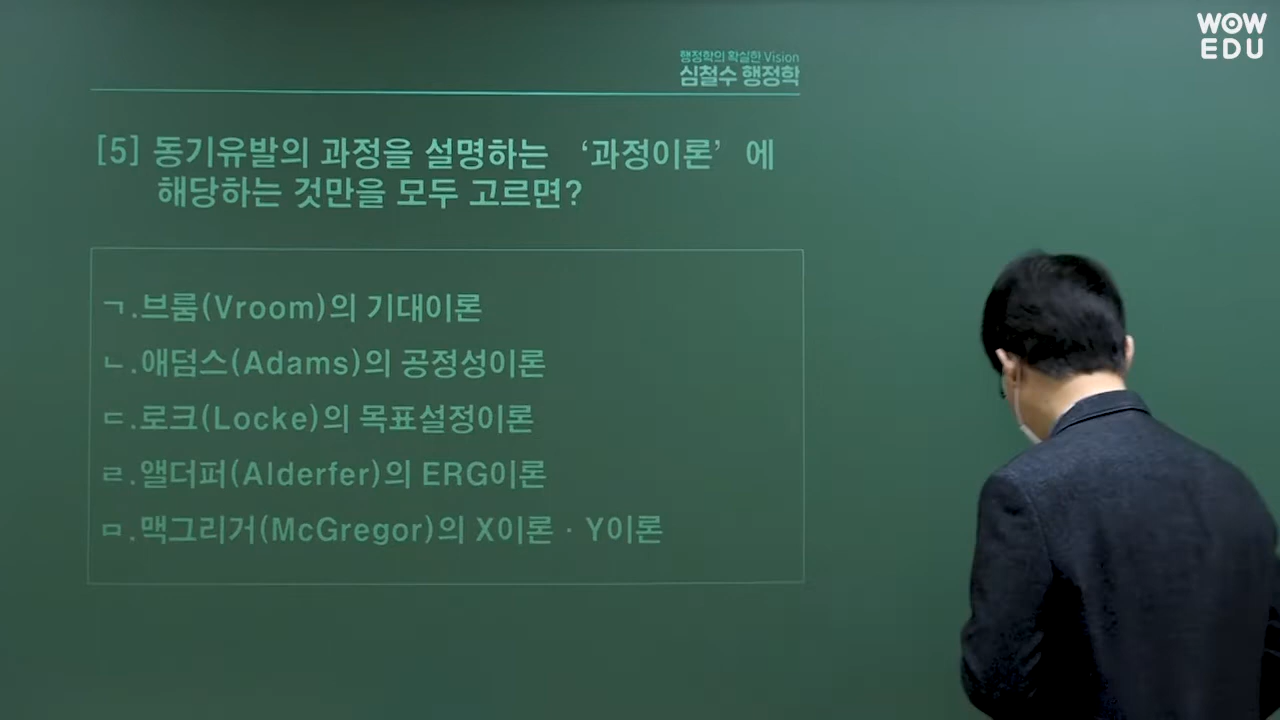 WOW
EDU
행정학의 확실한 Vision
심철수 행정학
[5] 동기유발의 과정을 설명하는 ‘과정이론’ 에
해당하는 것만을 모두 고르면?
ㄱ.브룸(Vroom)의 기대이론
ㄴ.애덤스(Adams)의 공정성이론
ㄷ.로크(Locke)의 목표설정이론
ㄹ.앨더퍼(Alderfer)의 ERG이론
ㅁ.맥그리거(McGregor)의 X이론 · Y이론